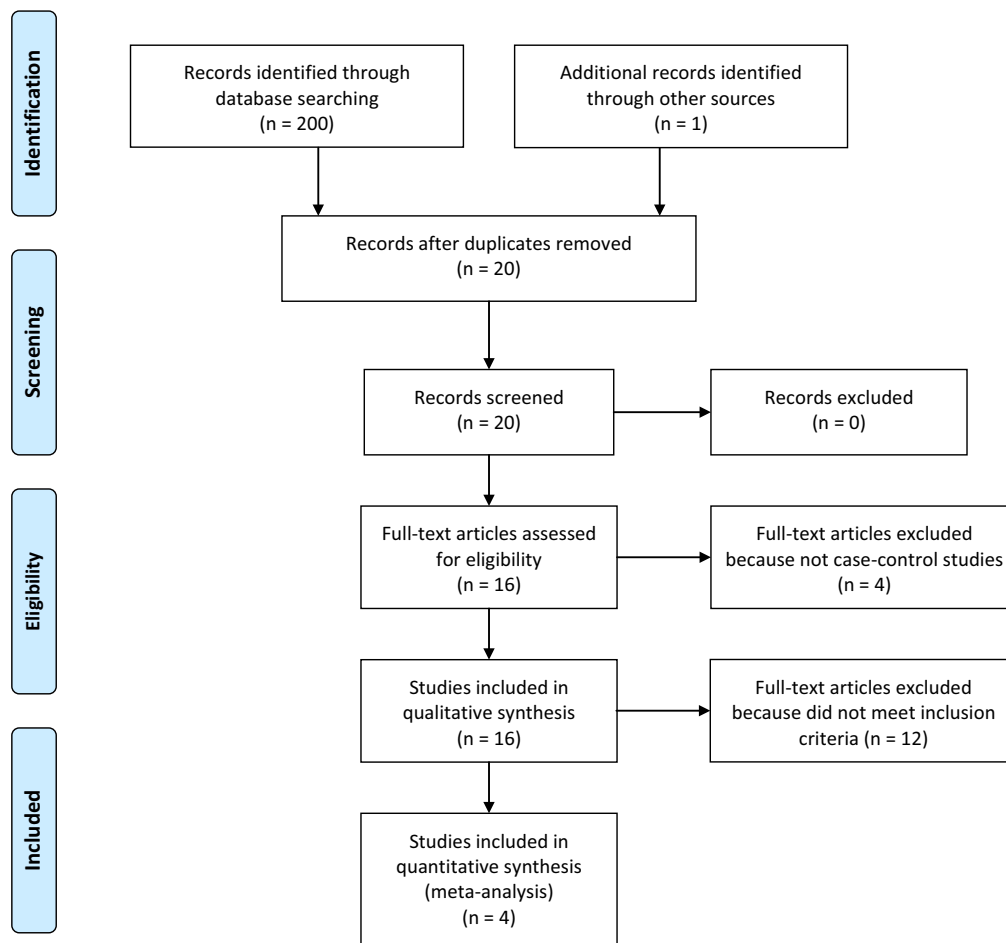 Identification
Records identified through
database searching
(n = 200)
Additional records identified
through other sources
(n = 1)
Records after duplicates removed
(n = 20)
Screening
Records screened
(n = 20)
Records excluded
(n = 0)
Eligibility
Full-text articles assessed
for eligibility
(n = 16)
Full-text articles excluded
because not case-control studies
(n = 4)
Studies included in
qualitative synthesis
(n = 16)
Full-text articles excluded
because did not meet inclusion
criteria (n = 12)
Included
Studies included in
quantitative synthesis
(meta-analysis)
(n = 4)